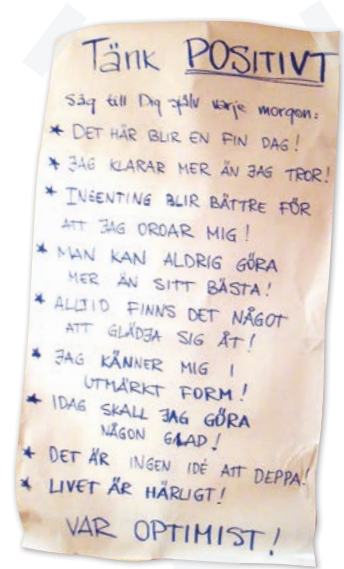 Tänk POSITIVT
Säg till Dig själv varje morgon:
* DET HÄR BLIR EN FIN DAG!
* JAG KLARAR MER ÄN JAG TROR!
* INGENTING BLIR BÄTTRE FÖR
ATT JAG OROAR MIG!
* MAN KAN ALDRIG GÖRA
MER ÄN SITT BÄSTA!
* ALLTID FINNS DET NÅGOT
ATT GLÄDJA SIG ÅT!
* JAG KÄNNER MIG I
UTMÄRKT FORM!
* IDAG SKALL JAG GÖRA
NÅGON GLAD!
* DET ÄR INGEN IDÉ ATT DEPPA!
* LIVET ÄR HÄRLIGT!
VAR OPTIMIST!